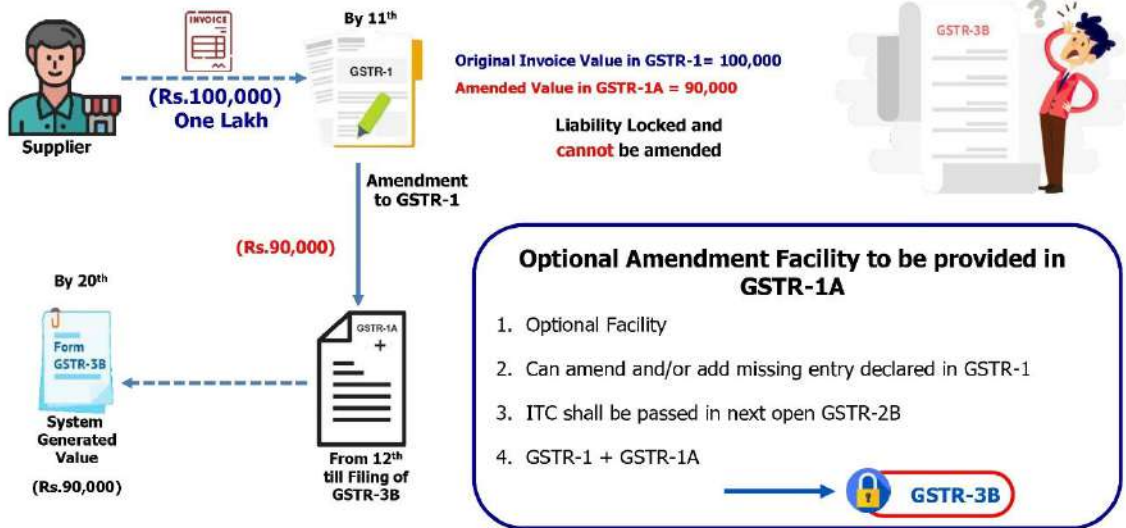 INVOICE
(Rs.100,000)
One Lakh
Supplier
By 11th
GSTR-1
Original Invoice Value in GSTR-1= 100,000
Amended Value in GSTR-1A = 90,000
Liability Locked and
cannot be amended
GSTR-3B
?
Amendment
to GSTR-1
(Rs.90,000)
By 20th
Form
GSTR-3B
System
Generated
Value
(Rs.90,000)
GSTR-1A
+
From 12th
till Filing of
GSTR-3B
Optional Amendment Facility to be provided in
GSTR-1A
1. Optional Facility
2. Can amend and/or add missing entry declared in GSTR-1
3. ITC shall be passed in next open GSTR-2B
4. GSTR-1 + GSTR-1A
GSTR-3B